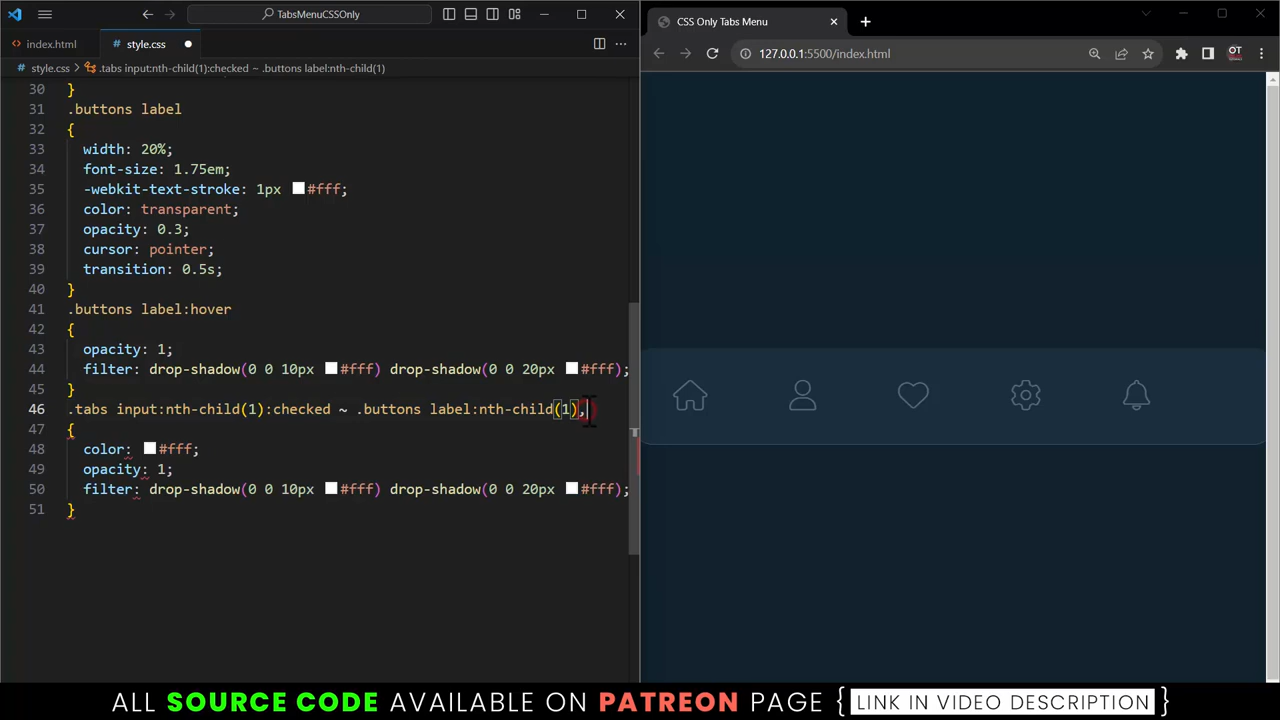 TabsMenuCSSOnly
index.html
style.css
style.css > .tabs input:nth-child(1):checked ~ .buttons label:nth-child(1)
30 }
31 .buttons label
32 {
33 width: 20%;
34 font-size: 1.75em;
35 -webkit-text-stroke: 1px #fff;
36 color: transparent;
37 opacity: 0.3;
38 cursor: pointer;
39 transition: 0.5s;
40 }
41 .buttons label:hover
42 {
43 opacity: 1;
44 filter: drop-shadow(0 0 10px #fff) drop-shadow(0 0 20px #fff);
45 }
46 .tabs input:nth-child(1):checked ~ .buttons label:nth-child(1),
47 {
48 color: #fff;
49 opacity: 1;
50 filter: drop-shadow(0 0 10px #fff) drop-shadow(0 0 20px #fff);
51 }
CSS Only Tabs Menu
127.0.0.1:5500/index.html
OT
ALL SOURCE CODE AVAILABLE ON PATREON PAGE { LINK IN VIDEO DESCRIPTION }